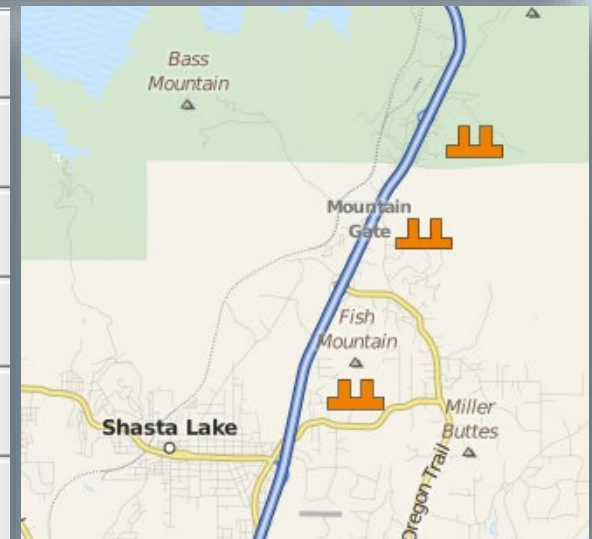 Bass
Mountain
Mountain
Gate
Fish
Mountain
Shasta Lake
Miller
Buttes
Oregon Trail